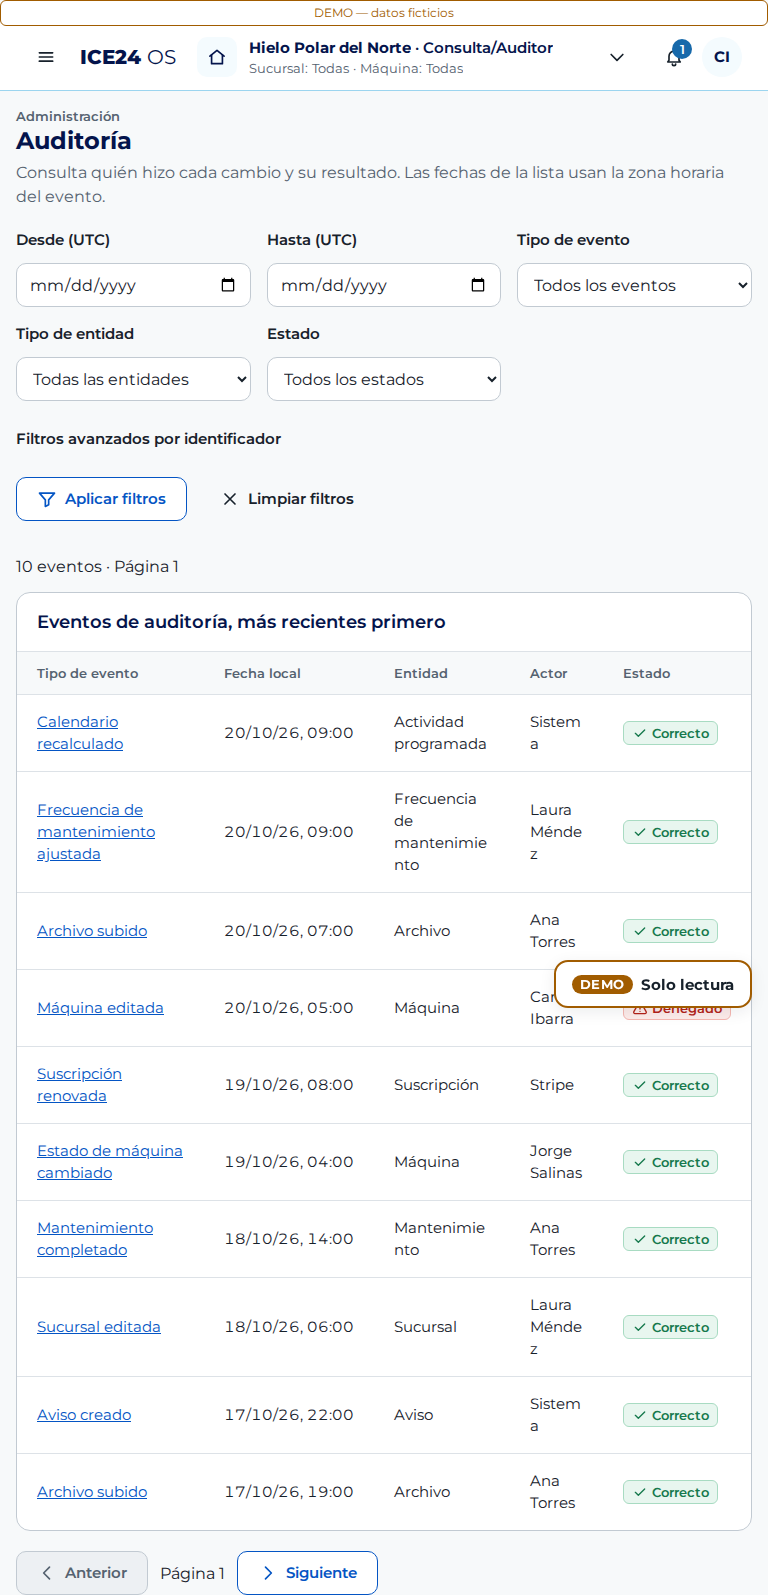 DEMO — datos ficticios
ICE24 OS
Hielo Polar del Norte · Consulta/Auditor
Sucursal: Todas · Máquina: Todas
1
CI
Administración
Auditoría
Consulta quién hizo cada cambio y su resultado. Las fechas de la lista usan la zona horaria
del evento.
Desde (UTC)
Hasta (UTC)
Tipo de evento
mm/dd/yyyy
mm/dd/yyyy
Todos los eventos
Tipo de entidad
Estado
Todas las entidades
Todos los estados
Filtros avanzados por identificador
Aplicar filtros
Limpiar filtros
10 eventos · Página 1
Eventos de auditoría, más recientes primero
Tipo de evento Fecha local Entidad Actor Estado
Calendario
recalculado
20/10/26, 09:00
Actividad
programada
Sistem
a
Correcto
Frecuencia de
mantenimiento
ajustada
20/10/26, 09:00
Frecuencia
de
mantenimie
nto
Laura
Ménde
z
Correcto
Archivo subido
20/10/26, 07:00
Archivo
Ana
Torres
Correcto
Máquina editada
20/10/26, 05:00
Máquina
Ibarra
Denegado
DEMO Solo lectura
Suscripción
renovada
19/10/26, 08:00
Suscripción
Stripe
Correcto
Estado de máquina
cambiado
19/10/26, 04:00
Máquina
Jorge
Salinas
Correcto
Mantenimiento
completado
18/10/26, 14:00
Mantenimie
nto
Ana
Torres
Correcto
Sucursal editada
18/10/26, 06:00
Sucursal
Laura
Ménde
z
Correcto
Aviso creado
17/10/26, 22:00
Aviso
Sistem
a
Correcto
Archivo subido
17/10/26, 19:00
Archivo
Ana
Torres
Correcto
Anterior
Página 1
Siguiente